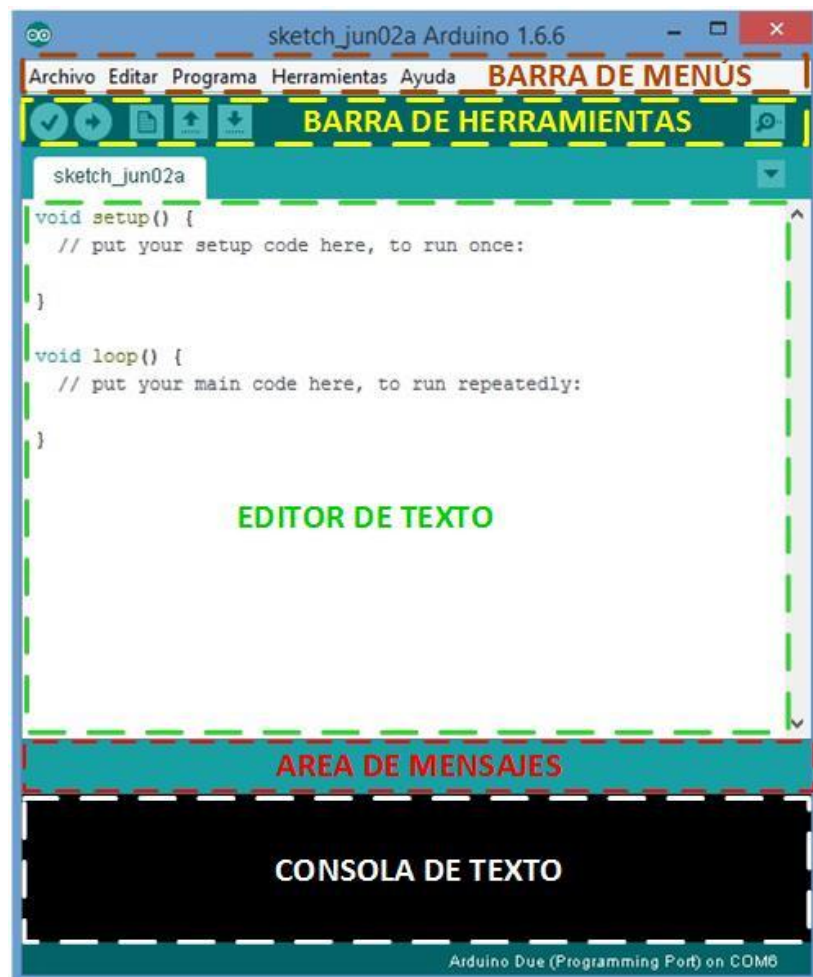 sketch_jun02a Arduino 1.6.6
Archivo Editar Programa Herramientas Ayuda BARRA DE MENÚS
BARRA DE HERRAMIENTAS
sketch_jun02a
void setup() {
// put your setup code here, to run once:
}
void loop() {
// put your main code here, to run repeatedly:
}
EDITOR DE TEXTO
AREA DE MENSAJES
CONSOLA DE TEXTO
Arduino Due (Programming Port) on COM6